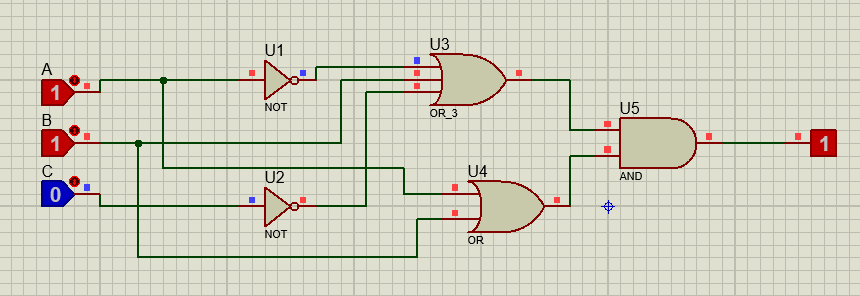 A
1
B
1
C
0
U1
NOT
U2
NOT
U3
OR_3
U4
OR
U5
AND
1